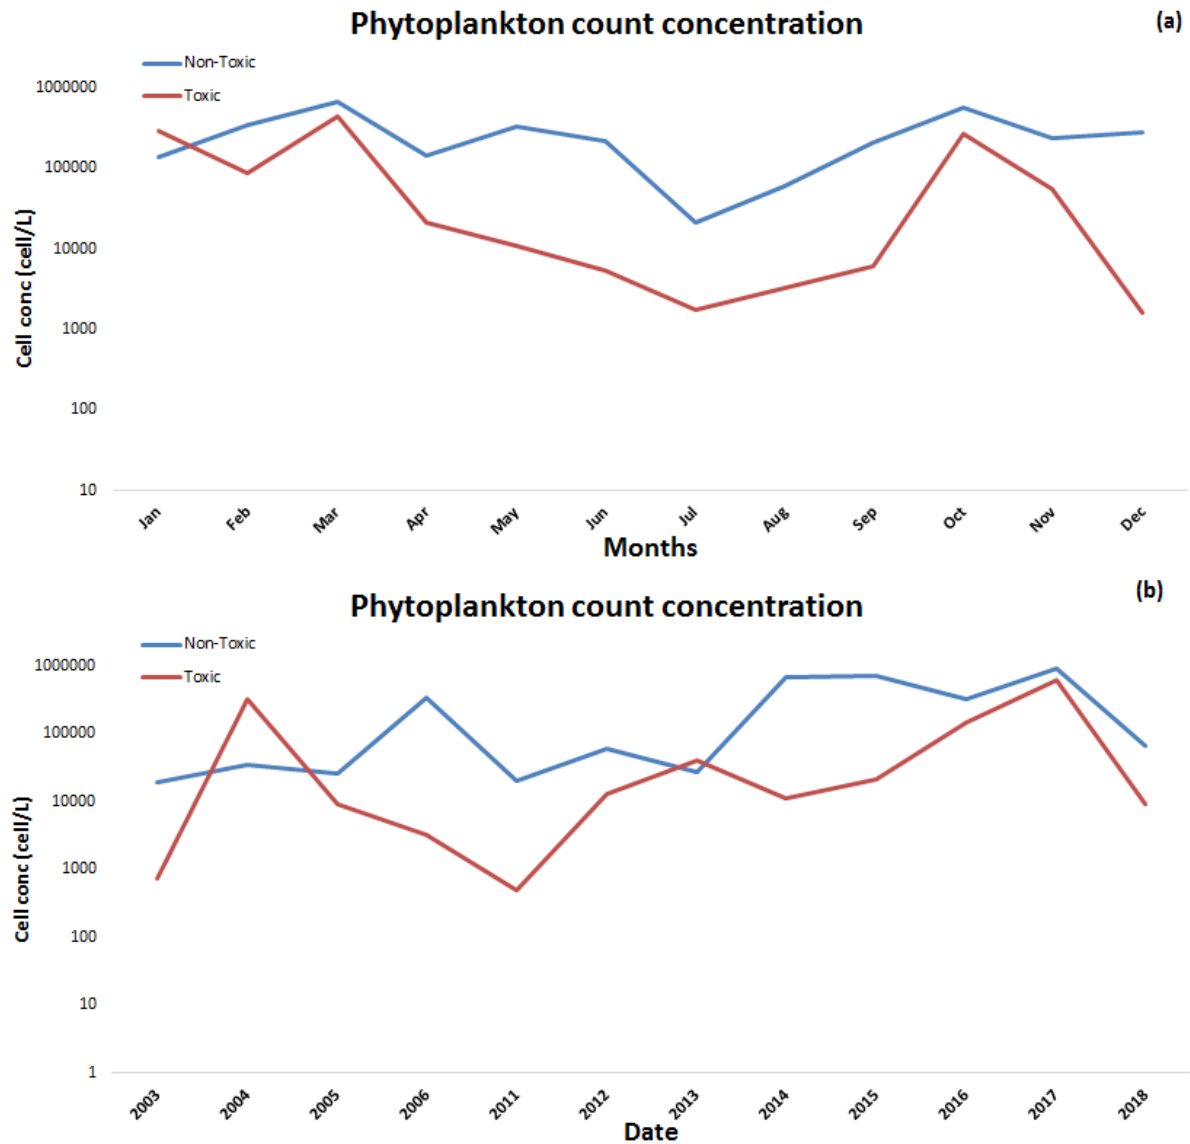 Phytoplankton count concentration
(a)
Non-Toxic
Toxic
1000000
100000
10000
1000
100
10
Cell conc (cell/L)
Jan
Feb
Mar
Apr
May
Jun
Jul
Aug
Sep
Oct
Nov
Dec
Months
Phytoplankton count concentration
(b)
Non-Toxic
Toxic
1000000
100000
10000
1000
100
10
1
Cell conc (cell/L)
2003
2004
2005
2006
2011
2012
2013
2014
2015
2016
2017
2018
Date